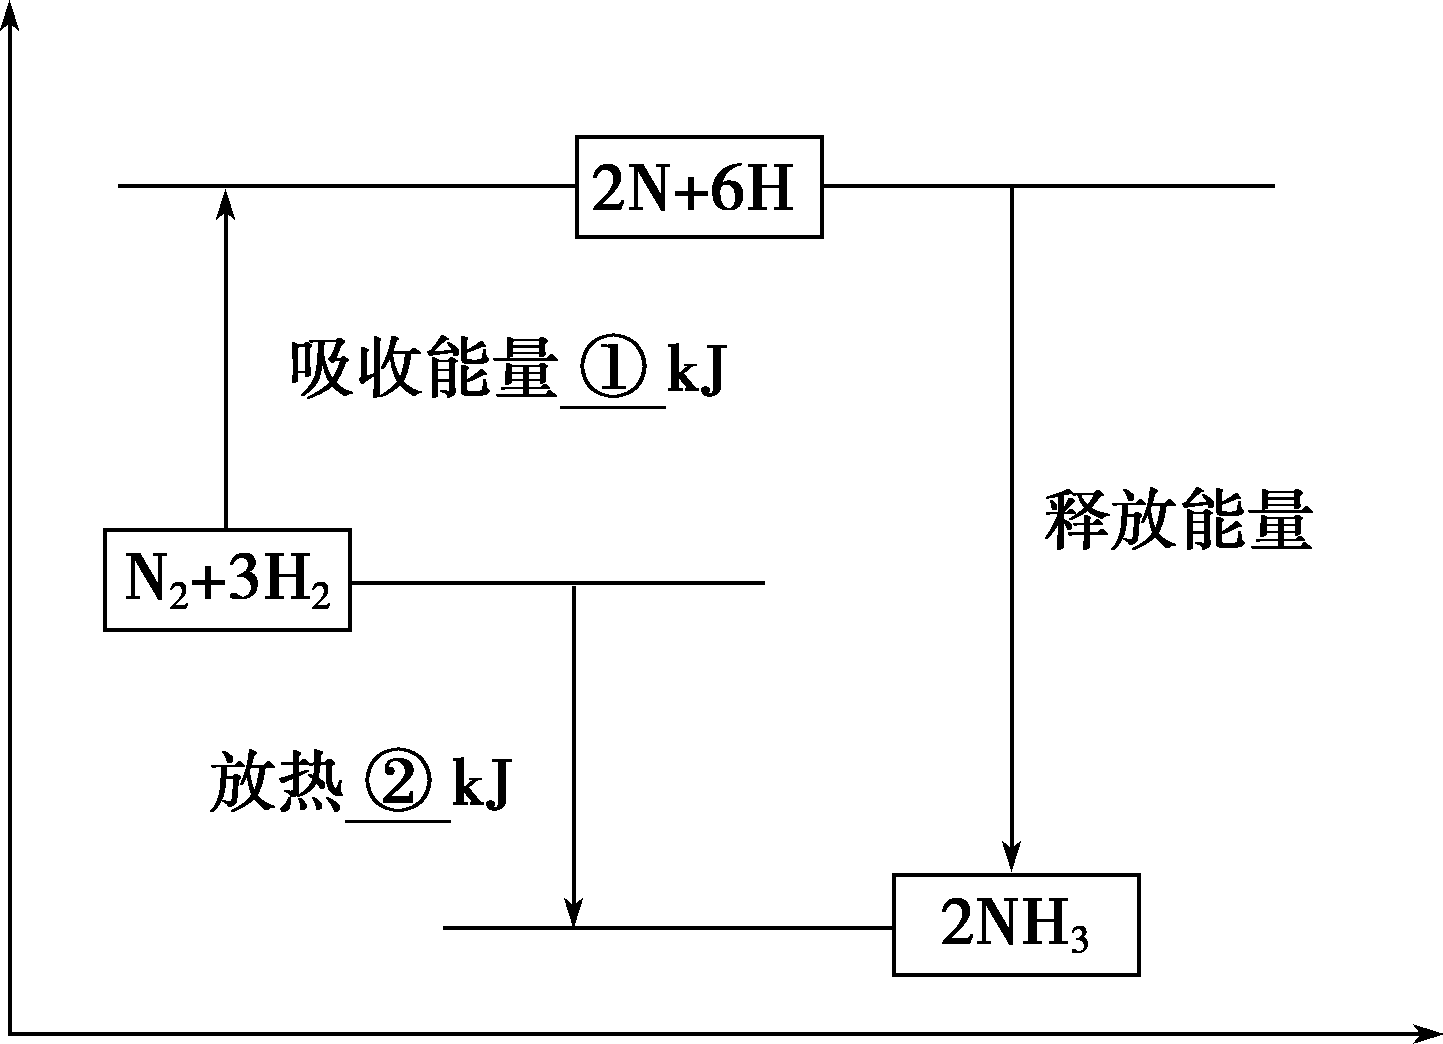 2N+6H
吸收能量 ① kJ
释放能量
N₂+3H₂
放热 ② kJ
2NH₃